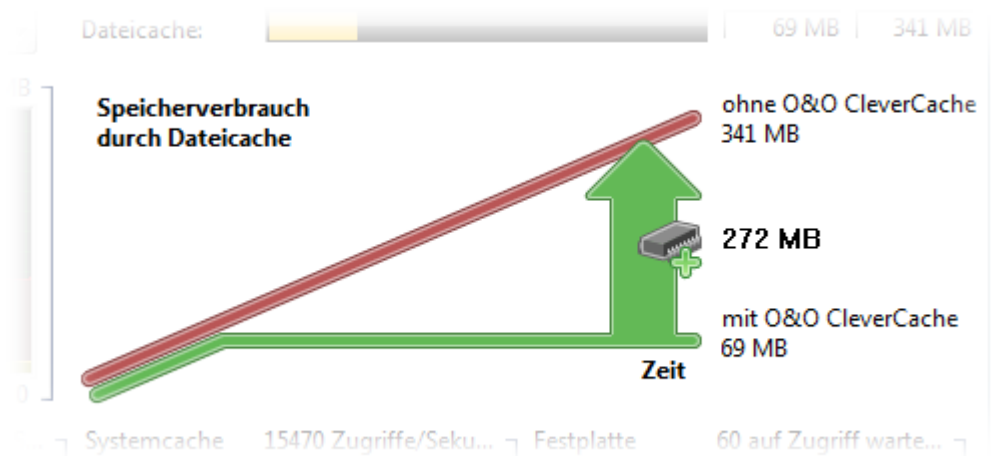 Dateicache:
69 MB
341 MB
Speicherverbrauch
durch Dateicache
ohne O&O CleverCache
341 MB
272 MB
mit O&O CleverCache
69 MB
Zeit
Systemcache
15470 Zugriffe/Seku...
Festplatte
60 auf Zugriff warte...